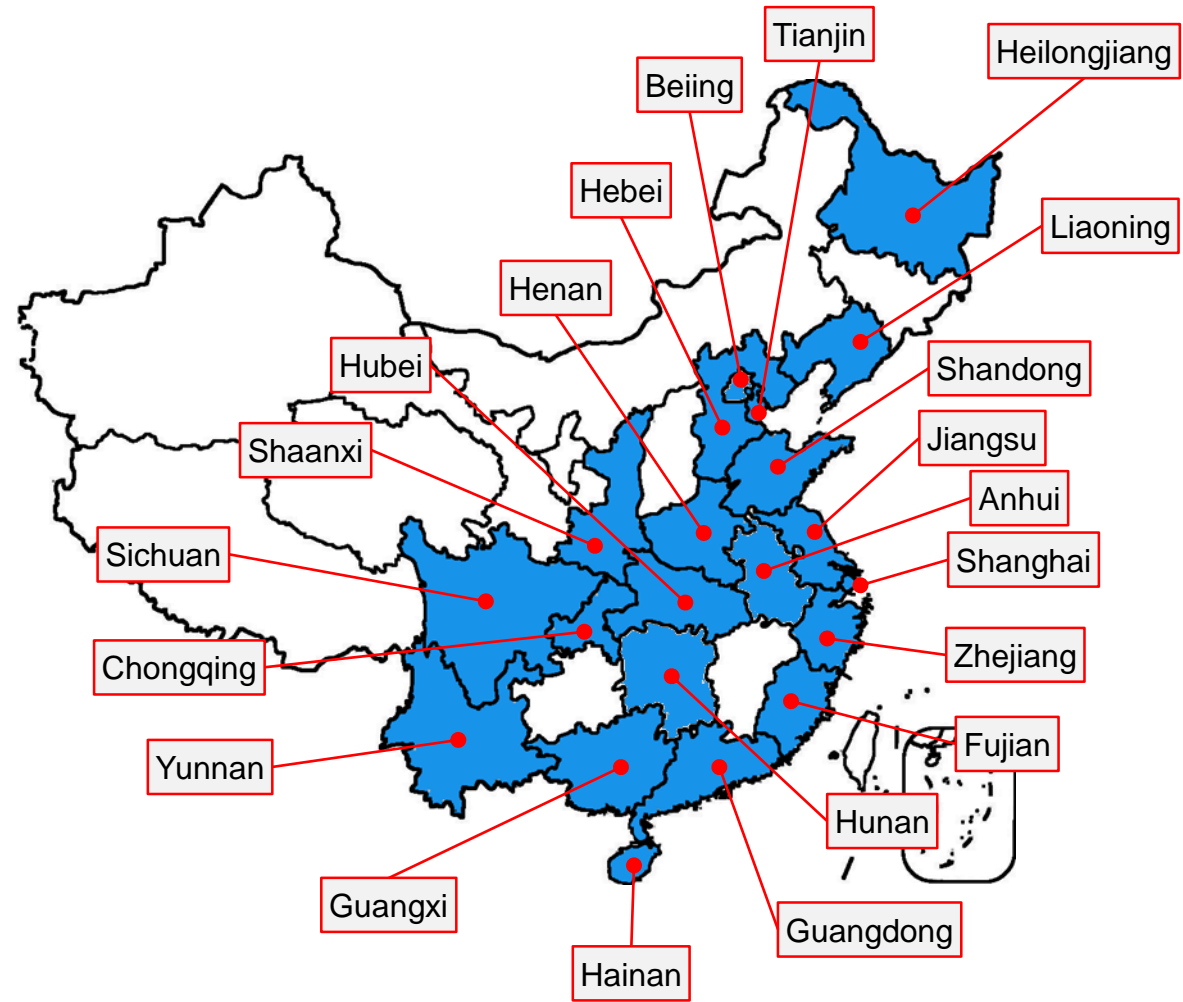 Tianjin
Heilongjiang
Beiing
Hebei
Liaoning
Henan
Hubei
Shandong
Shaanxi
Jiangsu
Anhui
Sichuan
Shanghai
Chongqing
Zhejiang
Fujian
Yunnan
Hunan
Guangxi
Guangdong
Hainan